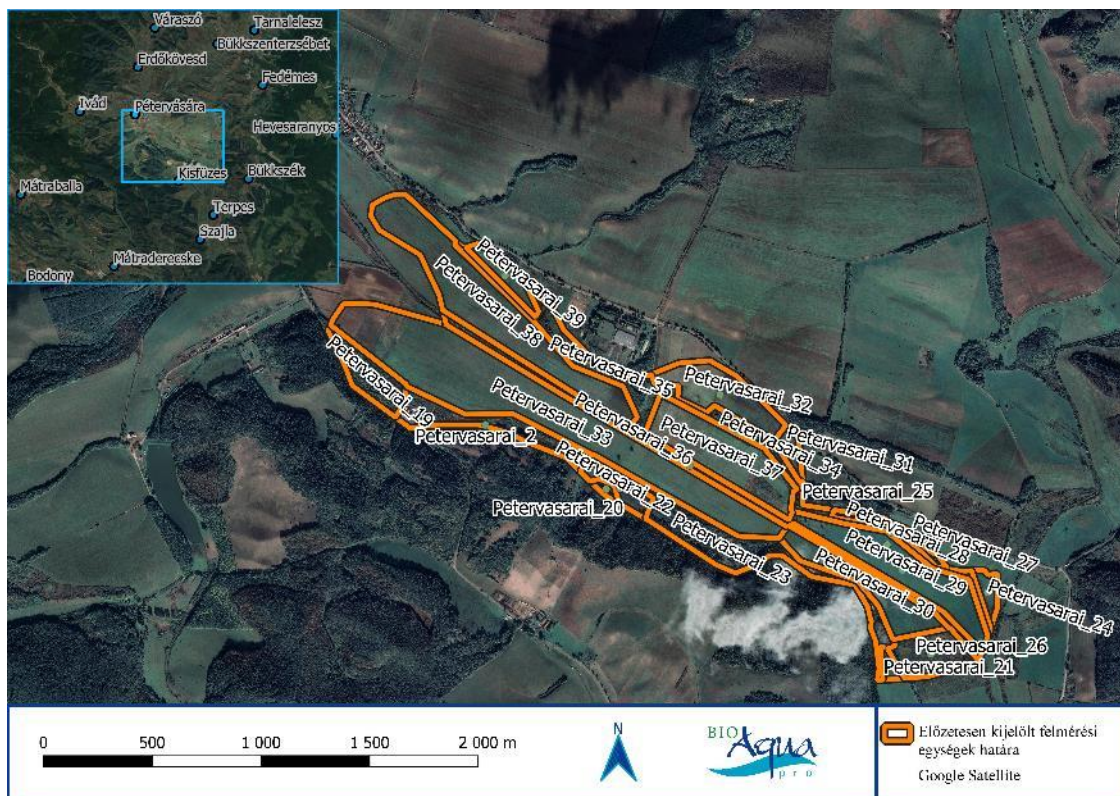 Váraszó
Tarnalelesz
Bükkszenterzsébet
Erdőkövesd
Fedémes
Ivád
Pétervására
Hevesaranyos
Kisfüzes
Bükkszék
Mátraballa
Terpes
Szajla
Mátraderecske
Bodony
Petervasarai_39
Petervasarai_38
Petervasarai_35
Petervasarai_32
Petervasarai_19
Petervasarai_33
Petervasarai_2
Petervasarai_36
Petervasarai_37
Petervasarai_34
Petervasarai_31
Petervasarai_25
Petervasarai_22
Petervasarai_20
Petervasarai_23
Petervasarai_27
Petervasarai_28
Petervasarai_29
Petervasarai_30
Petervasarai_24
Petervasarai_26
Petervasarai_21
0 500 1 000 1 500 2 000 m
N
BIO
Aqua
pro
Előzetesen kijelölt felmérési
egységek határa
Google Satellite